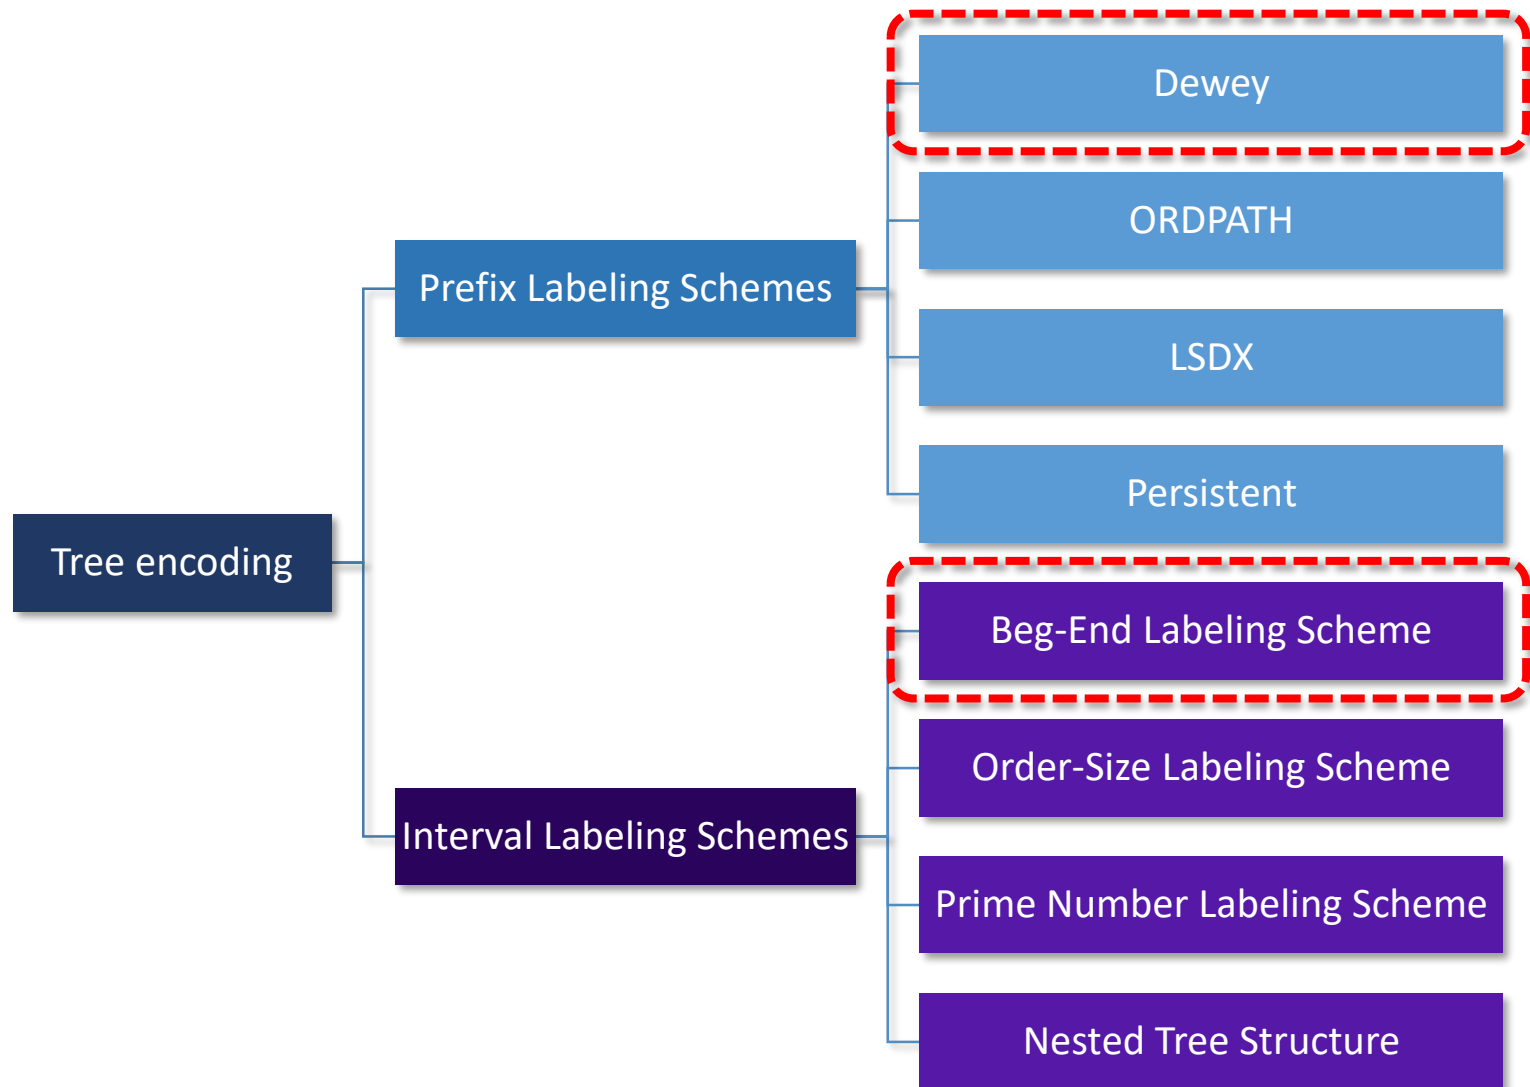 Tree encoding
Prefix Labeling Schemes
Dewey
ORDPATH
LSDX
Persistent
Interval Labeling Schemes
Beg-End Labeling Scheme
Order-Size Labeling Scheme
Prime Number Labeling Scheme
Nested Tree Structure